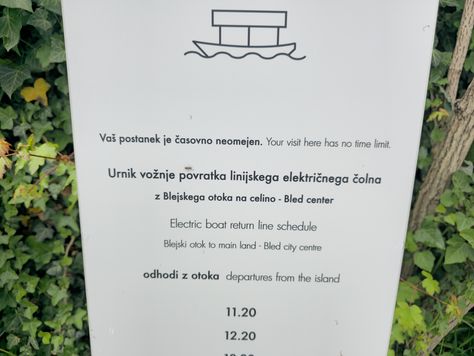 Vaš postanek je časovno neomejen. Your visit here has no time limit.
Urnik vožnje povratka linijskega električnega čolna
z Blejskega otoka na celino - Bled center
Electric boat return line schedule
Blejski otok to main land - Bled city centre
odhodi z otoka departures from the island
11.20
12.20